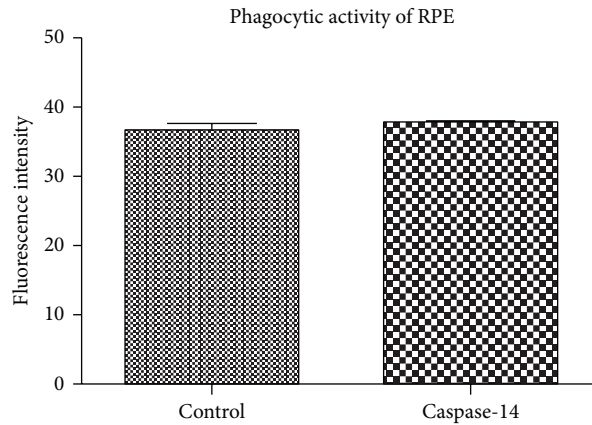 Phagocytic activity of RPE
50
40
30
20
10
0
Fluorescence intensity
Control
Caspase-14